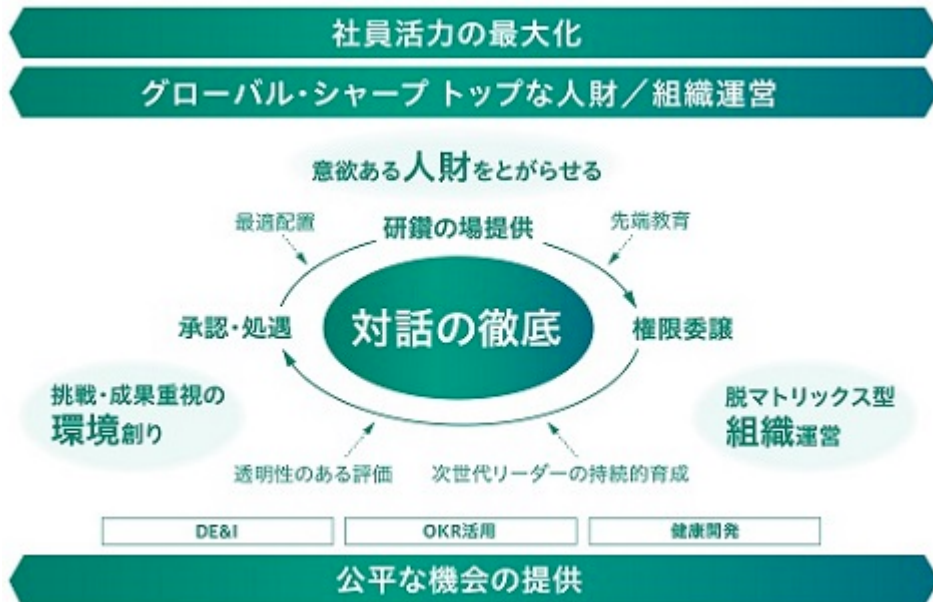 社員活力の最大化
グローバル・シャープ トップな人財／組織運営
意欲ある人財をとがらせる
最適配置
研鑽の場提供
先端教育
承認・処遇
対話の徹底
権限委譲
挑戦・成果重視の
環境創り
脱マトリックス型
組織運営
透明性のある評価
次世代リーダーの持続的育成
DE&I
OKR活用
健康開発
公平な機会の提供